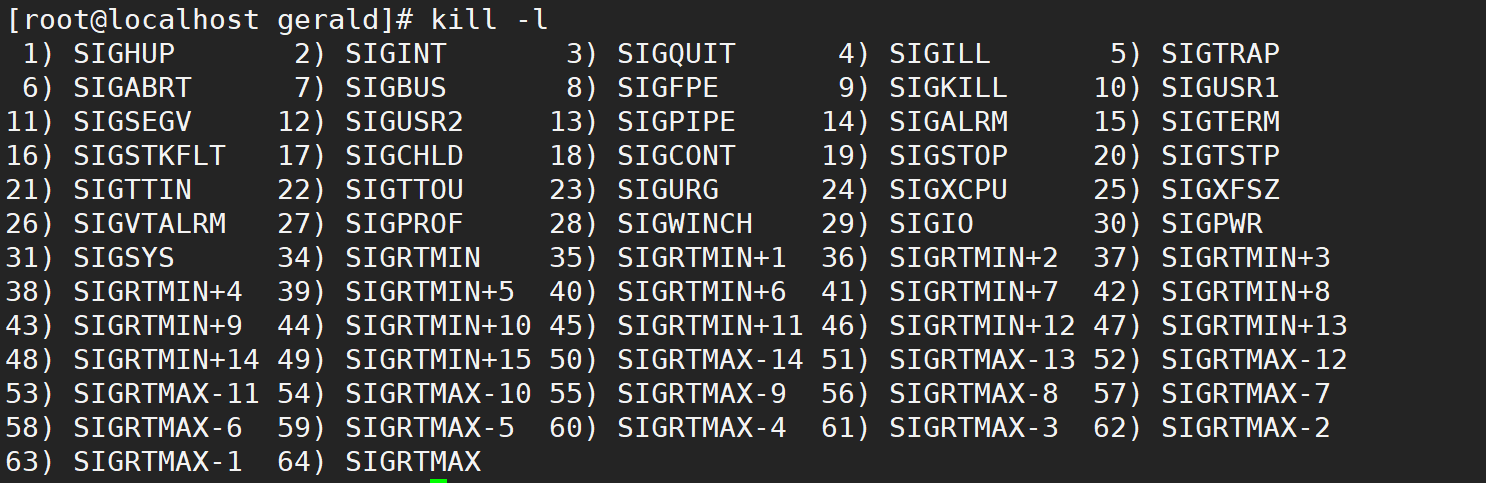 [root@localhost gerald]# kill -l
 1) SIGHUP       2) SIGINT       3) SIGQUIT      4) SIGILL       5) SIGTRAP
 6) SIGABRT      7) SIGBUS       8) SIGFPE       9) SIGKILL     10) SIGUSR1
11) SIGSEGV     12) SIGUSR2     13) SIGPIPE     14) SIGALRM     15) SIGTERM
16) SIGSTKFLT   17) SIGCHLD     18) SIGCONT     19) SIGSTOP     20) SIGTSTP
21) SIGTTIN     22) SIGTTOU     23) SIGURG      24) SIGXCPU     25) SIGXFSZ
26) SIGVTALRM   27) SIGPROF     28) SIGWINCH    29) SIGIO       30) SIGPWR
31) SIGSYS      34) SIGRTMIN    35) SIGRTMIN+1  36) SIGRTMIN+2  37) SIGRTMIN+3
38) SIGRTMIN+4  39) SIGRTMIN+5  40) SIGRTMIN+6  41) SIGRTMIN+7  42) SIGRTMIN+8
43) SIGRTMIN+9  44) SIGRTMIN+10 45) SIGRTMIN+11 46) SIGRTMIN+12 47) SIGRTMIN+13
48) SIGRTMIN+14 49) SIGRTMIN+15 50) SIGRTMAX-14 51) SIGRTMAX-13 52) SIGRTMAX-12
53) SIGRTMAX-11 54) SIGRTMAX-10 55) SIGRTMAX-9  56) SIGRTMAX-8  57) SIGRTMAX-7
58) SIGRTMAX-6  59) SIGRTMAX-5  60) SIGRTMAX-4  61) SIGRTMAX-3  62) SIGRTMAX-2
63) SIGRTMAX-1  64) SIGRTMAX